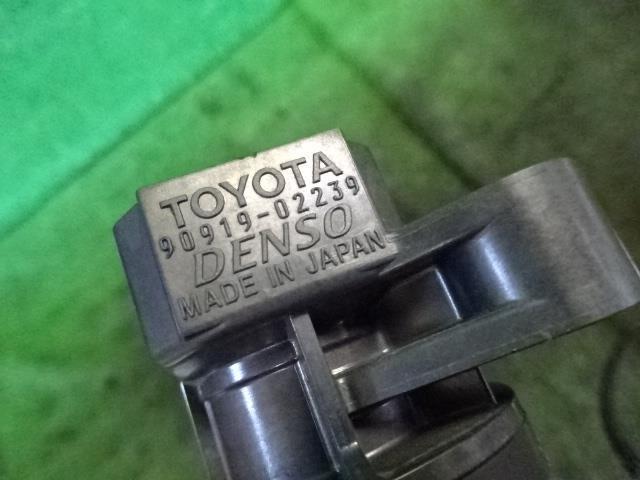 TOYOTA
90919-02239
DENSO
MADE IN JAPAN